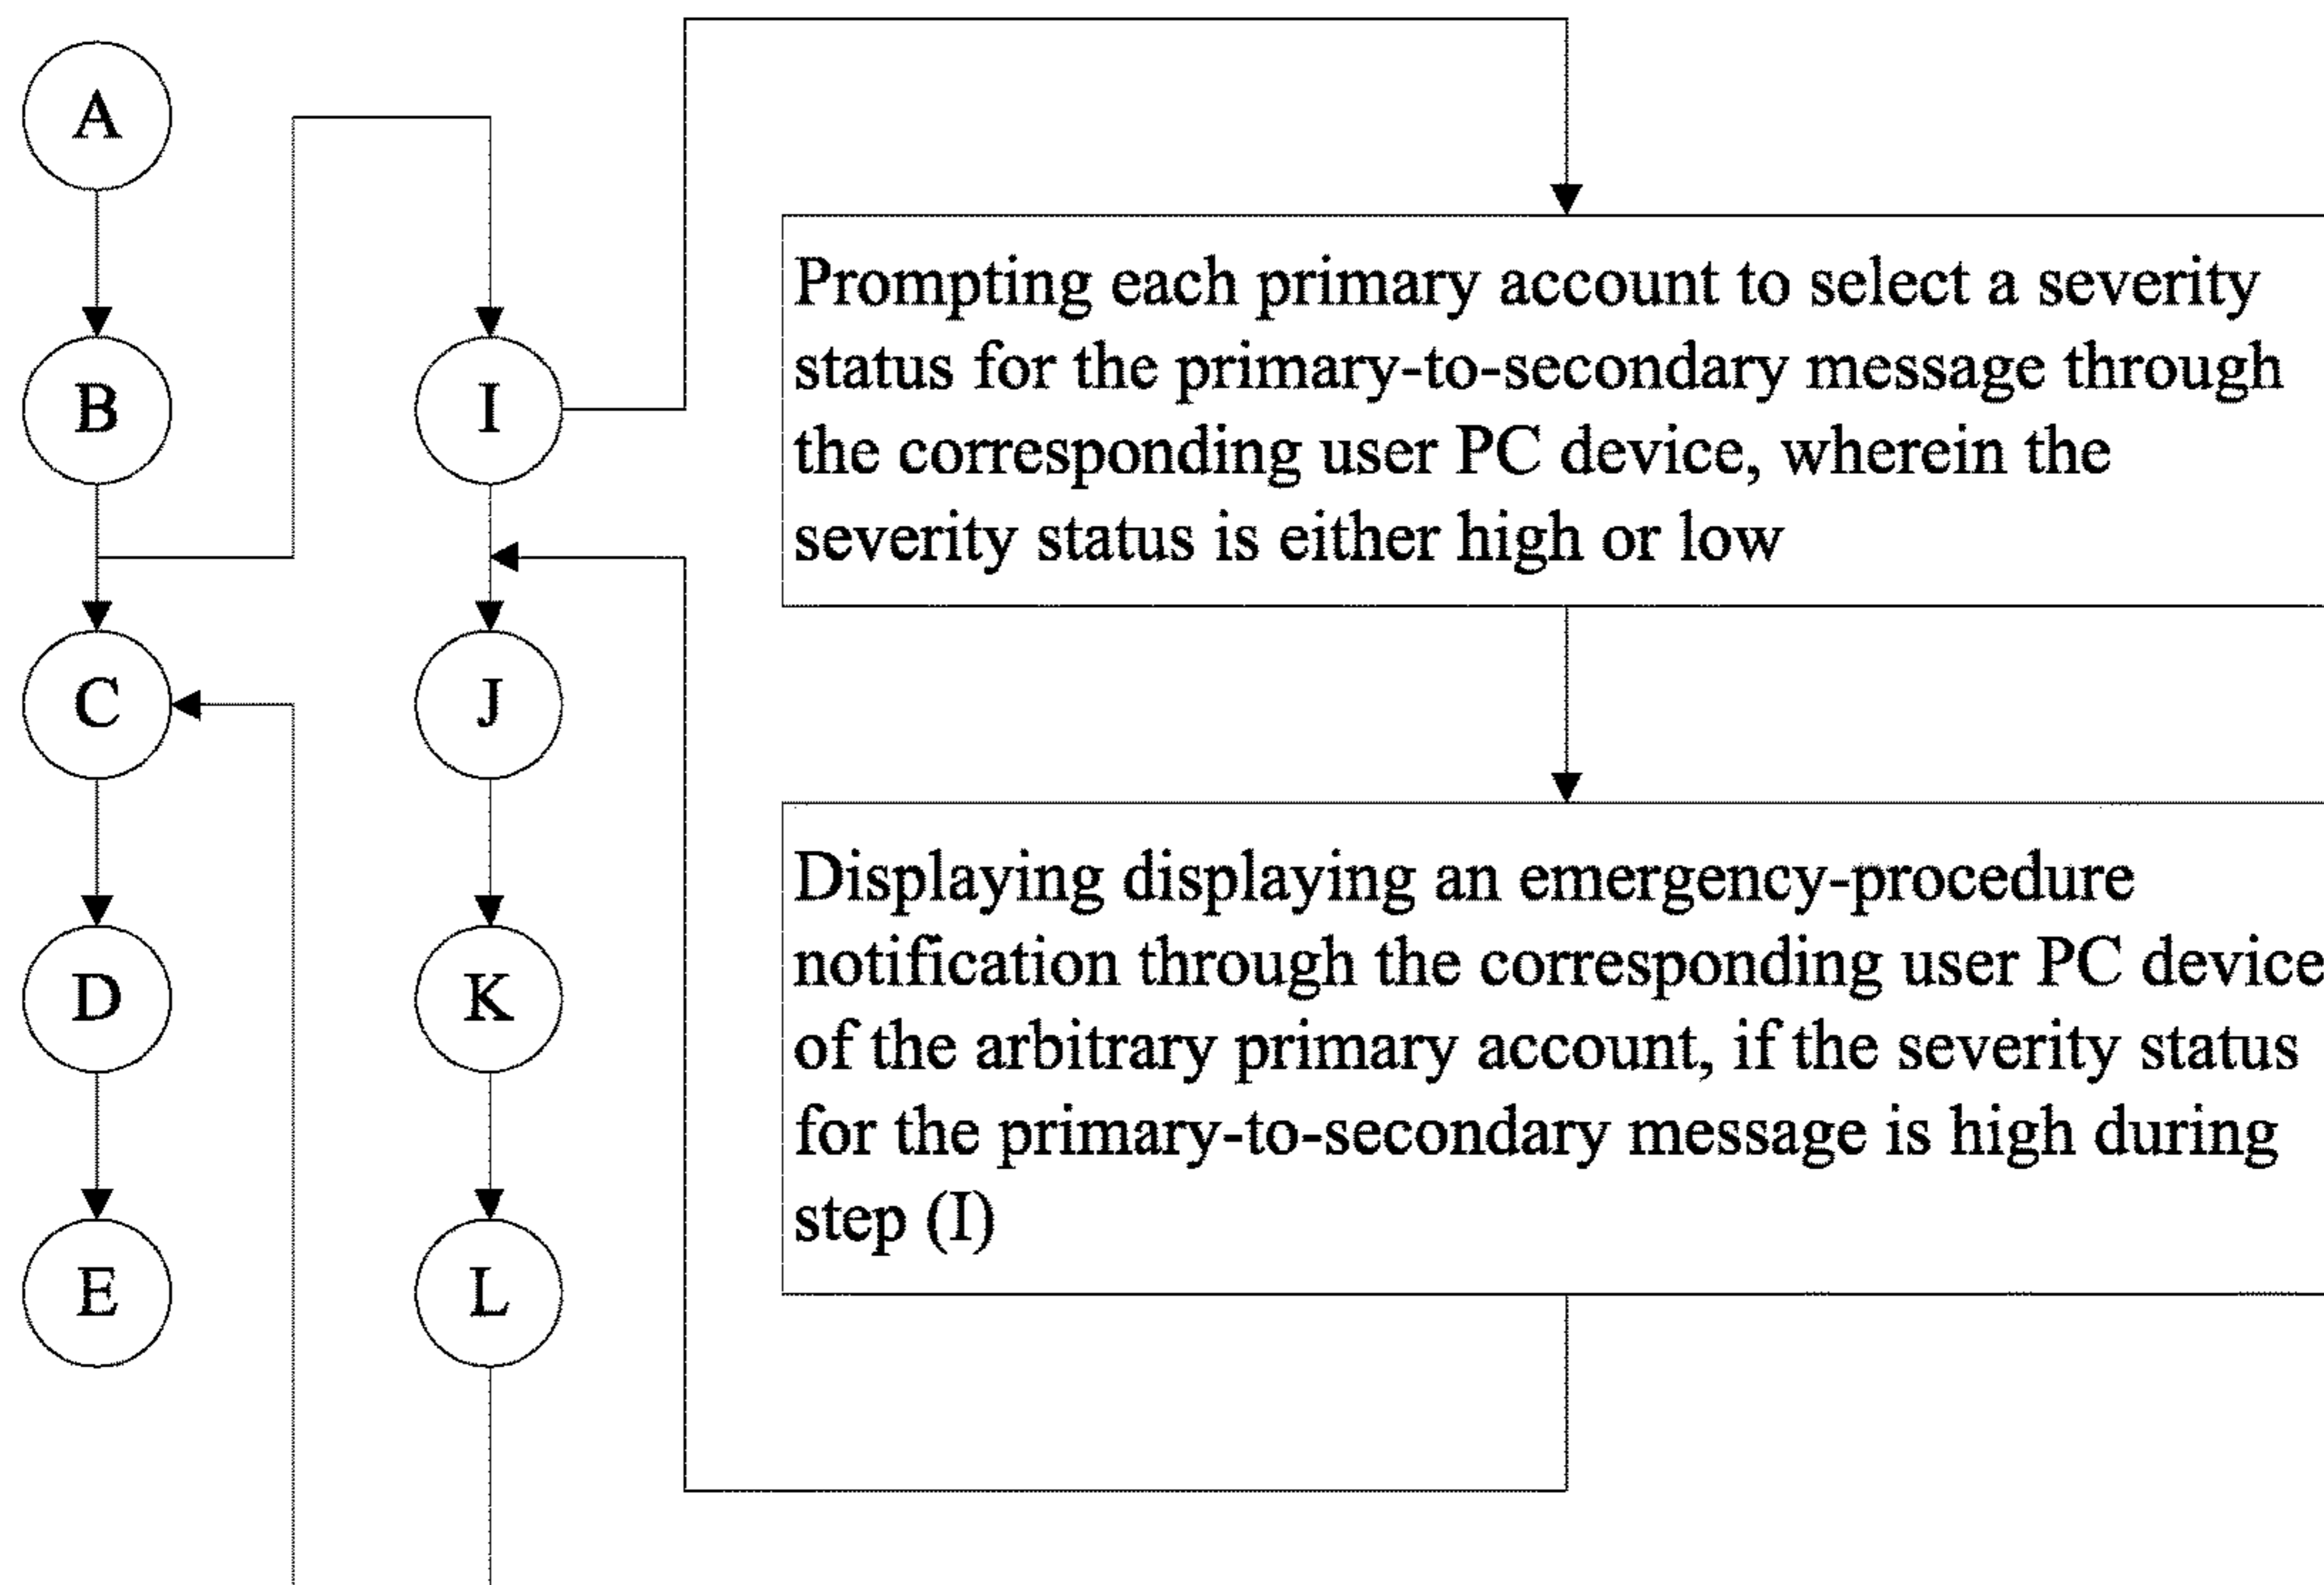 A
B
C
D
E
I
J
K
L
Prompting each primary account to select a severity
status for the primary-to-secondary message through
the corresponding user PC device, wherein the
severity status is either high or low
Displaying displaying an emergency-procedure
notification through the corresponding user PC device
of the arbitrary primary account, if the severity status
for the primary-to-secondary message is high during
step (I)